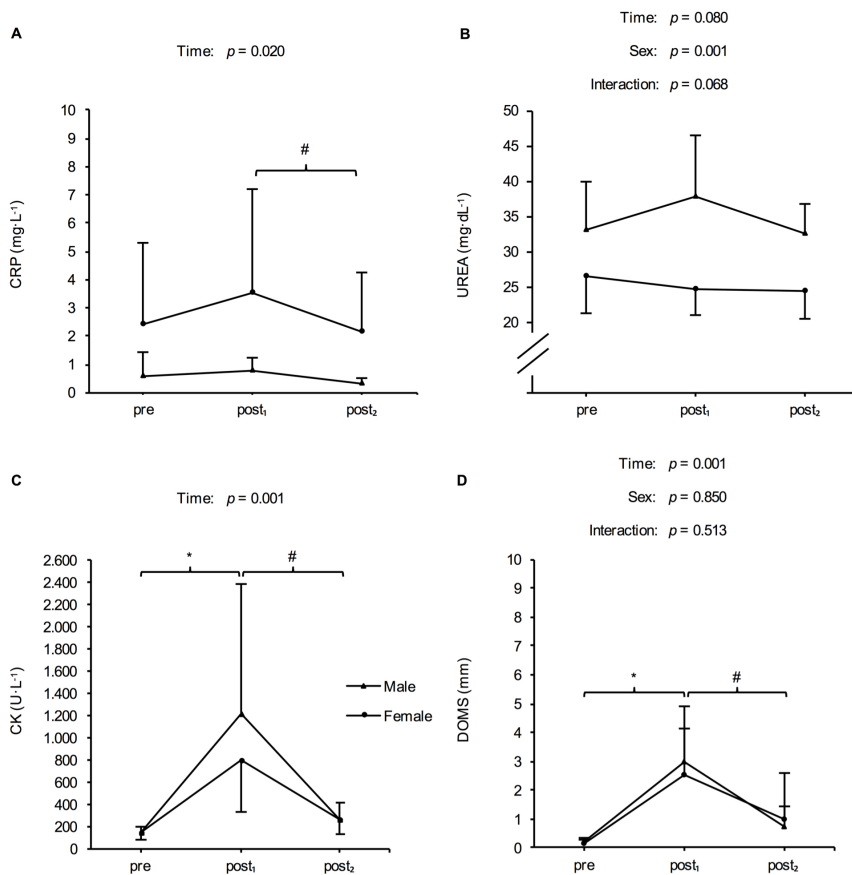 A
Time: p = 0.020
10
9
8
7
6
5
4
3
2
1
0
CRP (mg·L⁻¹)
#
pre
post₁
post₂
B
Time: p = 0.080
Sex: p = 0.001
Interaction: p = 0.068
50
45
40
35
30
25
20
UREA (mg·dL⁻¹)
pre
post₁
post₂
C
Time: p = 0.001
2.600
2.400
2.200
2.000
1.800
1.600
1.400
1.200
1.000
800
600
400
200
0
CK (U·L⁻¹)
*
#
Male
Female
pre
post₁
post₂
D
Time: p = 0.001
Sex: p = 0.850
Interaction: p = 0.513
10
9
8
7
6
5
4
3
2
1
0
DOMS (mm)
*
#
pre
post₁
post₂